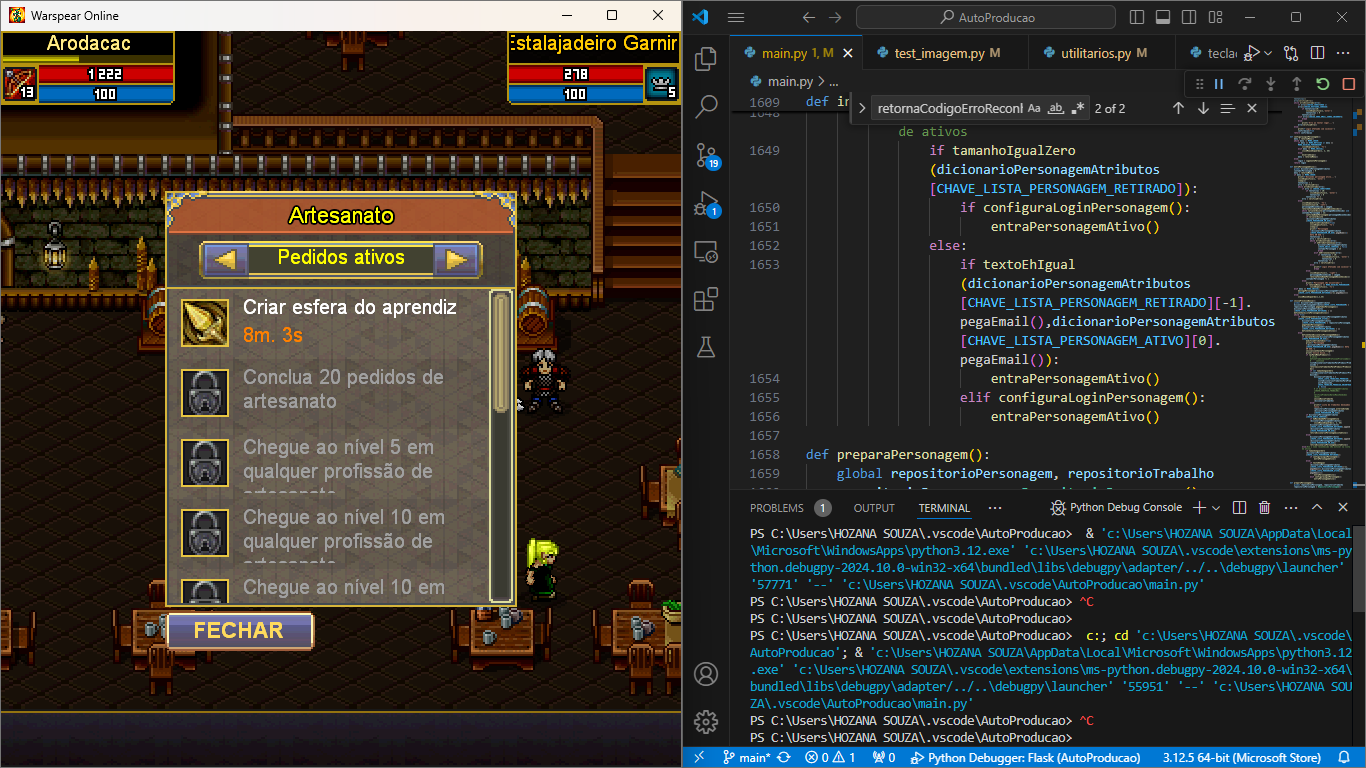 Warspear Online
Arodacac
1 222
13
100
Estalajadeiro Garnir
278
100
5
Artesanato
Pedidos ativos
Criar esfera do aprendiz
8m. 3s
Conclua 20 pedidos de
artesanato
Chegue ao nível 5 em
qualquer profissão de
artesanato
Chegue ao nível 10 em
qualquer profissão de
artesanato
Chegue ao nível 10 em
FECHAR
AutoProducao
main.py 1, M
test_imagem.py M
utilitarios.py M
tecla
main.py > ...
1609 def in
retornaCodigoErroReconh Aa ab .* 2 of 2
1648
de ativos
1649 if tamanhoIgualZero
(dicionarioPersonagemAtributos
[CHAVE_LISTA_PERSONAGEM_RETIRADO]):
1650 if configuraLoginPersonagem():
1651 entraPersonagemAtivo()
1652 else:
1653 if textoEhIgual
(dicionarioPersonagemAtributos
[CHAVE_LISTA_PERSONAGEM_RETIRADO][-1].
pegaEmail(),dicionarioPersonagemAtributos
[CHAVE_LISTA_PERSONAGEM_ATIVO][0].
pegaEmail()):
1654 entraPersonagemAtivo()
1655 elif configuraLoginPersonagem():
1656 entraPersonagemAtivo()
1657
1658 def preparaPersonagem():
1659 global repositorioPersonagem, repositorioTrabalho
19
1
PROBLEMS 1 OUTPUT TERMINAL ... Python Debug Console
PS C:\Users\HOZANA SOUZA\.vscode\AutoProducao>  & 'c:\Users\HOZANA SOUZA\AppData\Local
\Microsoft\WindowsApps\python3.12.exe' 'c:\Users\HOZANA SOUZA\.vscode\extensions\ms-py
thon.debugpy-2024.10.0-win32-x64\bundled\libs\debugpy\adapter/../..\debugpy\launcher'
'57771' '--' 'c:\Users\HOZANA SOUZA\.vscode\AutoProducao\main.py'
PS C:\Users\HOZANA SOUZA\.vscode\AutoProducao> ^C
PS C:\Users\HOZANA SOUZA\.vscode\AutoProducao>
PS C:\Users\HOZANA SOUZA\.vscode\AutoProducao>  c:; cd 'c:\Users\HOZANA SOUZA\.vscode\
AutoProducao'; & 'c:\Users\HOZANA SOUZA\AppData\Local\Microsoft\WindowsApps\python3.12
.exe' 'c:\Users\HOZANA SOUZA\.vscode\extensions\ms-python.debugpy-2024.10.0-win32-x64\
bundled\libs\debugpy\adapter/../..\debugpy\launcher' '55951' '--' 'c:\Users\HOZANA SOU
ZA\.vscode\AutoProducao\main.py'
PS C:\Users\HOZANA SOUZA\.vscode\AutoProducao> ^C
PS C:\Users\HOZANA SOUZA\.vscode\AutoProducao>
main* 0 1 0 Python Debugger: Flask (AutoProducao) 3.12.5 64-bit (Microsoft Store)